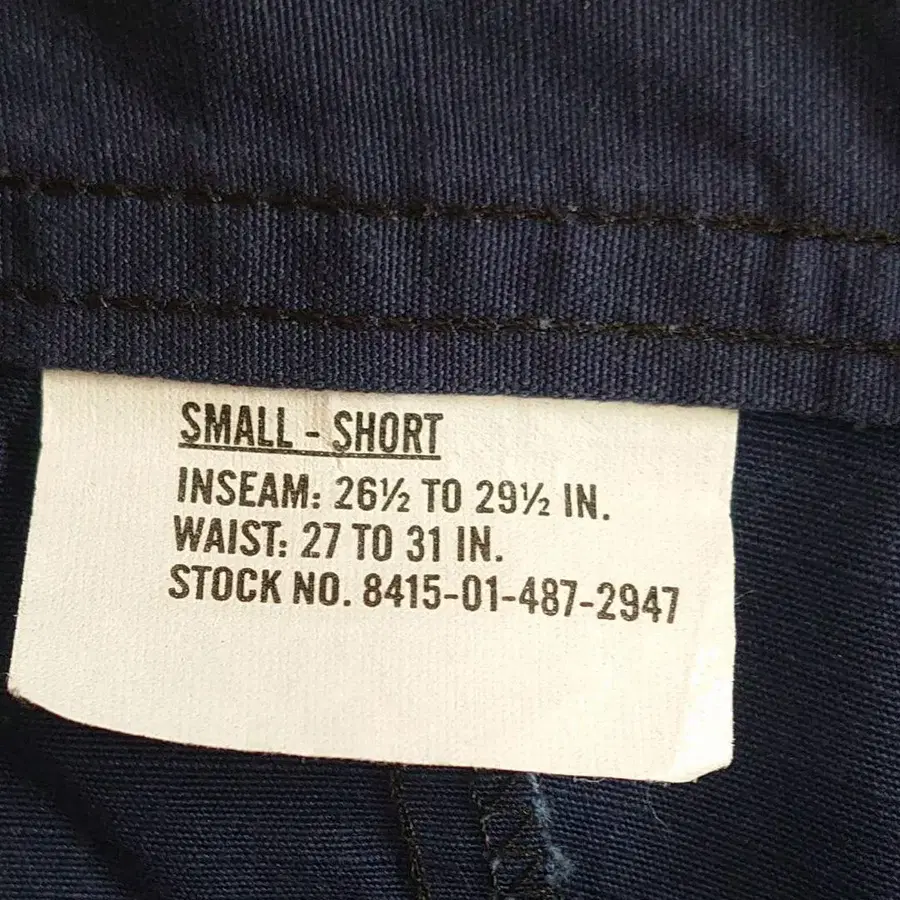 SMALL - SHORT
INSEAM: 26½ TO 29½ IN.
WAIST: 27 TO 31 IN.
STOCK NO. 8415-01-487-2947